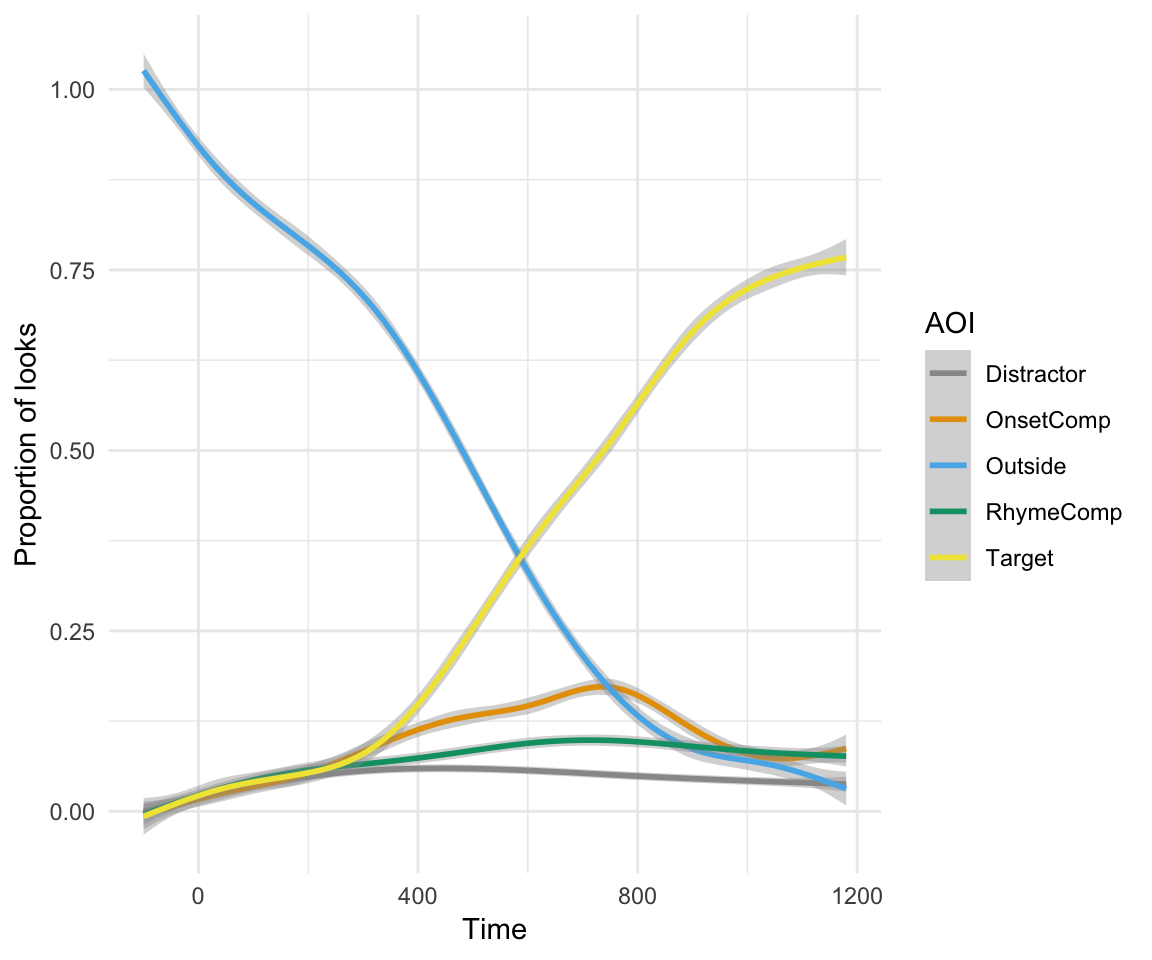 1.00
0.75
0.50
0.25
0.00
Proportion of looks
0 400 800 1200
Time
AOI
Distractor
OnsetComp
Outside
RhymeComp
Target